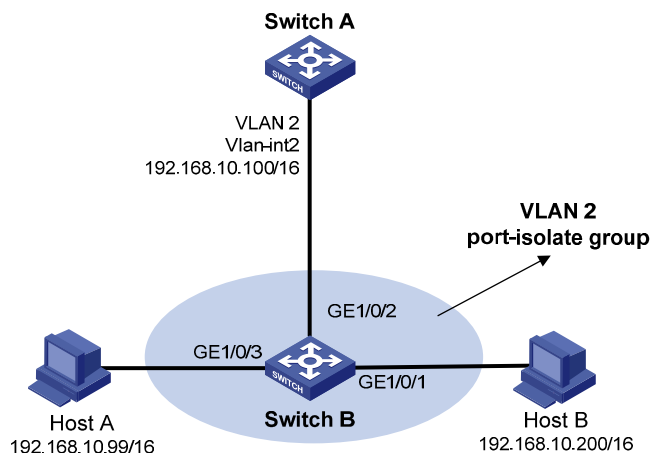 Switch A
SWITCH
VLAN 2
Vlan-int2
192.168.10.100/16
VLAN 2
port-isolate group
GE1/0/2
GE1/0/3
SWITCH
GE1/0/1
Switch B
Host A
192.168.10.99/16
Host B
192.168.10.200/16